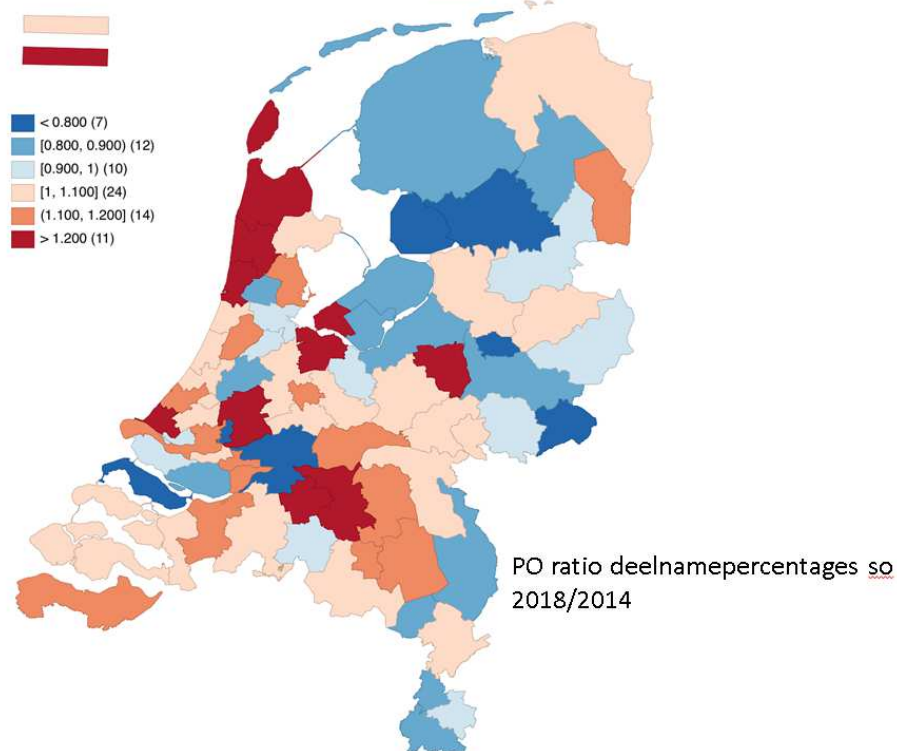 < 0.800 (7)
[0.800, 0.900) (12)
[0.900, 1) (10)
[1, 1.100] (24)
(1.100, 1.200] (14)
> 1.200 (11)
PO ratio deelnamepercentages so
2018/2014